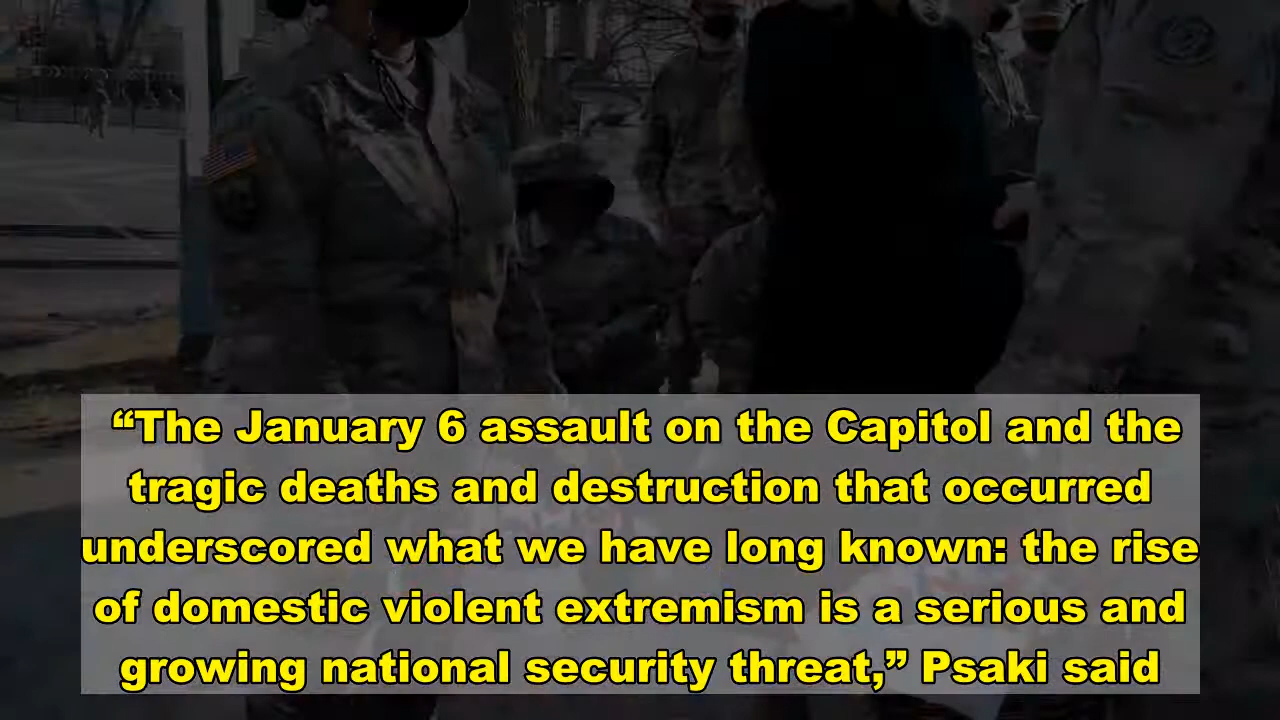 “The January 6 assault on the Capitol and the
tragic deaths and destruction that occurred
underscored what we have long known: the rise
of domestic violent extremism is a serious and
growing national security threat,” Psaki said